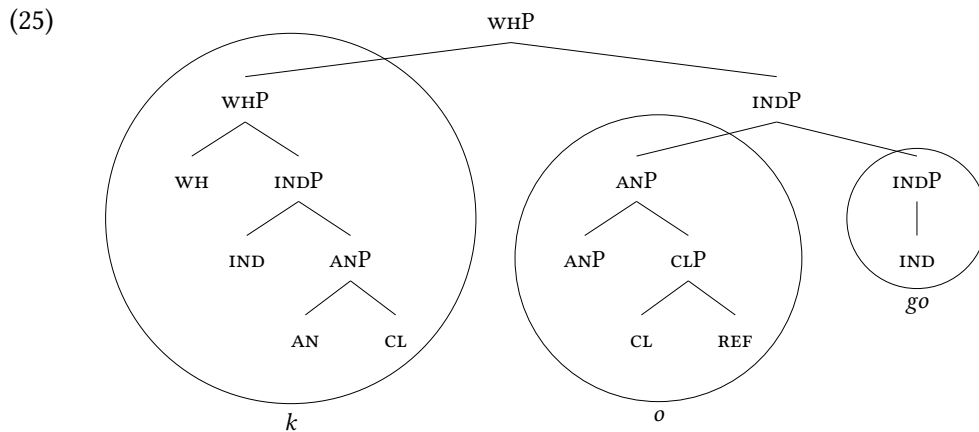 (25)
WHP
WHP INDP
WH INDP ANP INDP
IND ANP ANP CLP IND
AN CL CL REF
go
k o